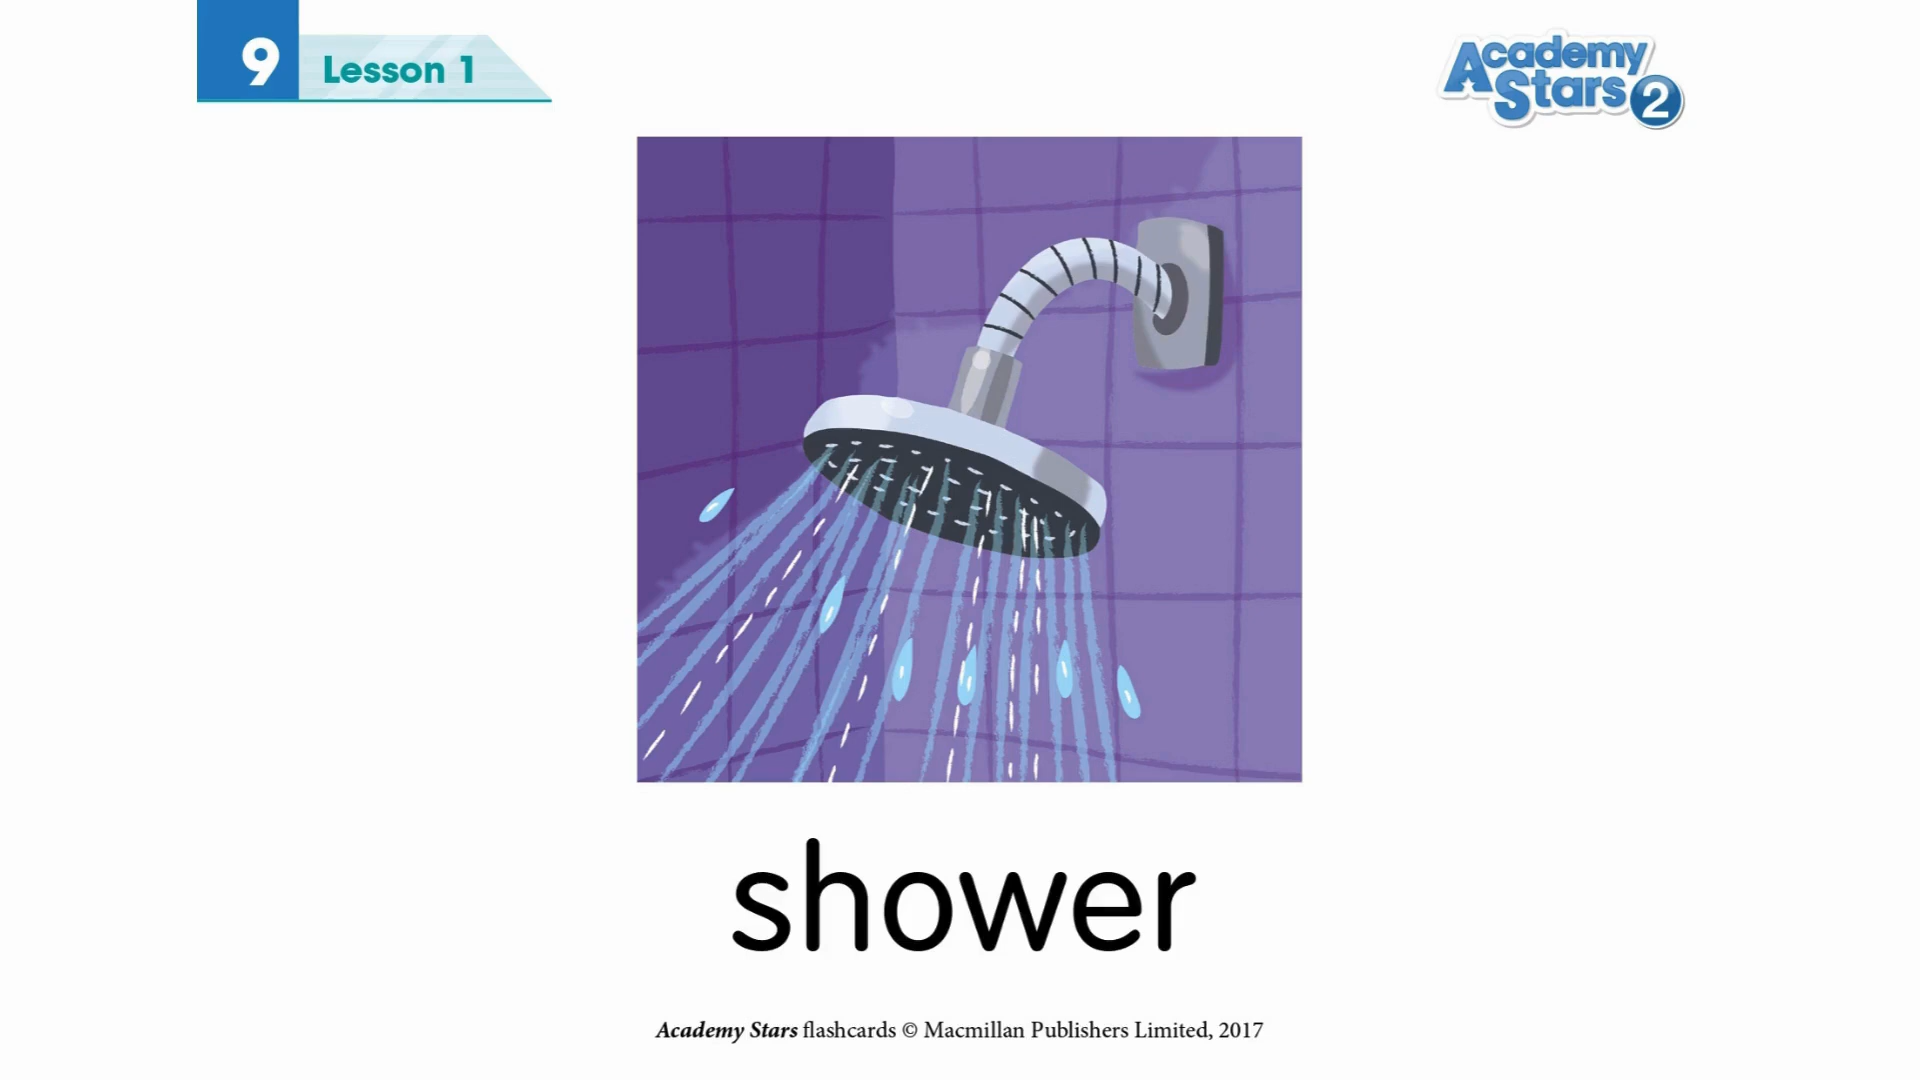 9 Lesson 1
Academy
Stars 2
shower
Academy Stars flashcards © Macmillan Publishers Limited, 2017